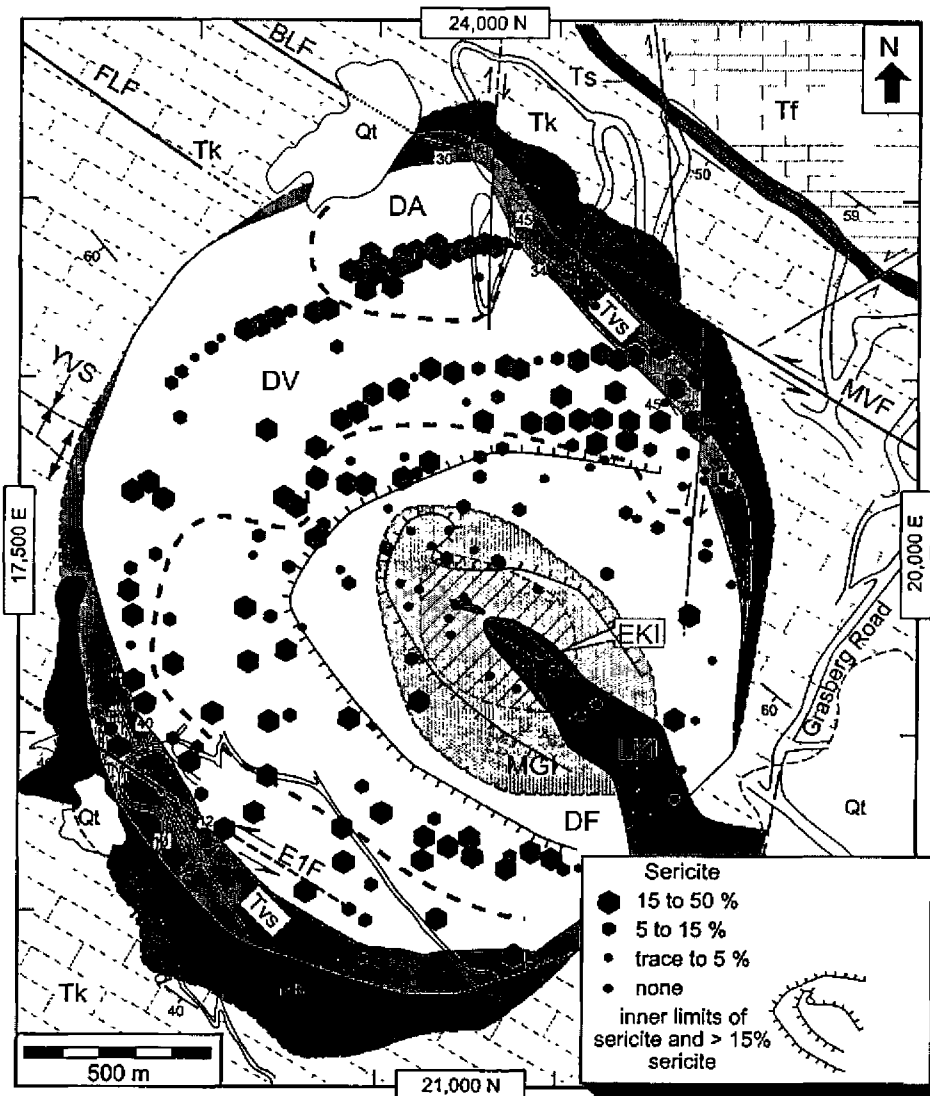 24,000 N
N
BLF
FLF
Ts
Tf
Tk
Qt
Tk
50
30
DA
59
45
60
34
Tvs
YVS
DV
45
MVF
17,500 E
20,000 E
EKI
Grasberg Road
60
40
LKI
MGI
Qt
Qt
DF
E1F
Tvs
Tk
40
Sericite
15 to 50 %
5 to 15 %
trace to 5 %
none
inner limits of
sericite and > 15%
sericite
500 m
21,000 N